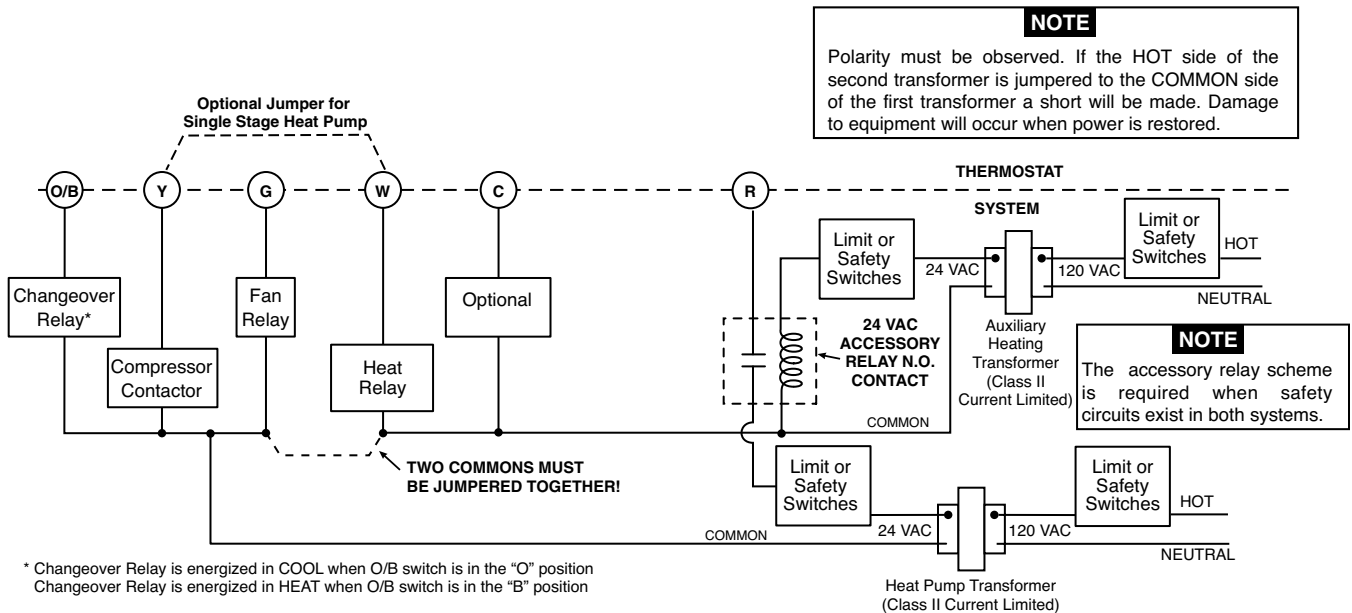 NOTE
Polarity must be observed. If the HOT side of the
second transformer is jumpered to the COMMON side
of the first transformer a short will be made. Damage
to equipment will occur when power is restored.
Optional Jumper for
Single Stage Heat Pump
O/B
Y
G
W
C
R
THERMOSTAT
SYSTEM
Changeover
Relay*
Compressor
Contactor
Fan
Relay
Heat
Relay
Optional
Limit or
Safety
Switches
24 VAC
120 VAC
Limit or
Safety
Switches
HOT
NEUTRAL
24 VAC
ACCESSORY
RELAY N.O.
CONTACT
Auxiliary
Heating
Transformer
(Class II
Current Limited)
NOTE
The accessory relay scheme
is required when safety
circuits exist in both systems.
COMMON
TWO COMMONS MUST
BE JUMPERED TOGETHER!
Limit or
Safety
Switches
24 VAC
120 VAC
Limit or
Safety
Switches
HOT
NEUTRAL
COMMON
Heat Pump Transformer
(Class II Current Limited)
* Changeover Relay is energized in COOL when O/B switch is in the “O” position
Changeover Relay is energized in HEAT when O/B switch is in the “B” position